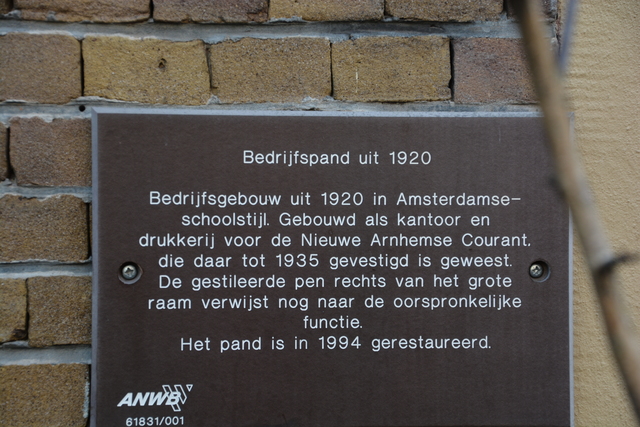 Bedrijfspand uit 1920
Bedrijfsgebouw uit 1920 in Amsterdamse-
schoolstijl. Gebouwd als kantoor en
drukkerij voor de Nieuwe Arnhemse Courant.
die daar tot 1935 gevestigd is geweest.
De gestileerde pen rechts van het grote
raam verwijst nog naar de oorspronkelijke
functie.
Het pand is in 1994 gerestaureerd.
ANWB
61831/001